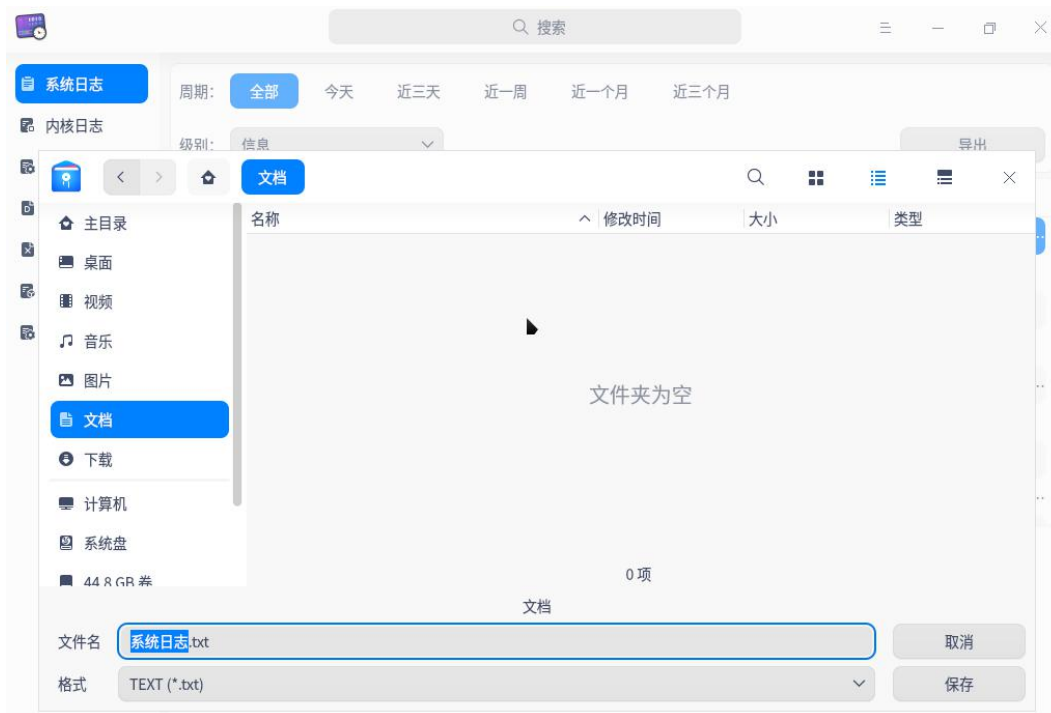 搜索
系统日志
内核日志
周期： 全部 今天 近三天 近一周 近一个月 近三个月
级别： 信息
导出
文档
主目录
桌面
视频
音乐
图片
文档
下载
计算机
系统盘
44.8 GB 卷
名称 修改时间 大小 类型
文件夹为空
0 项
文档
文件名 系统日志.txt 取消
格式 TEXT (*.txt) 保存